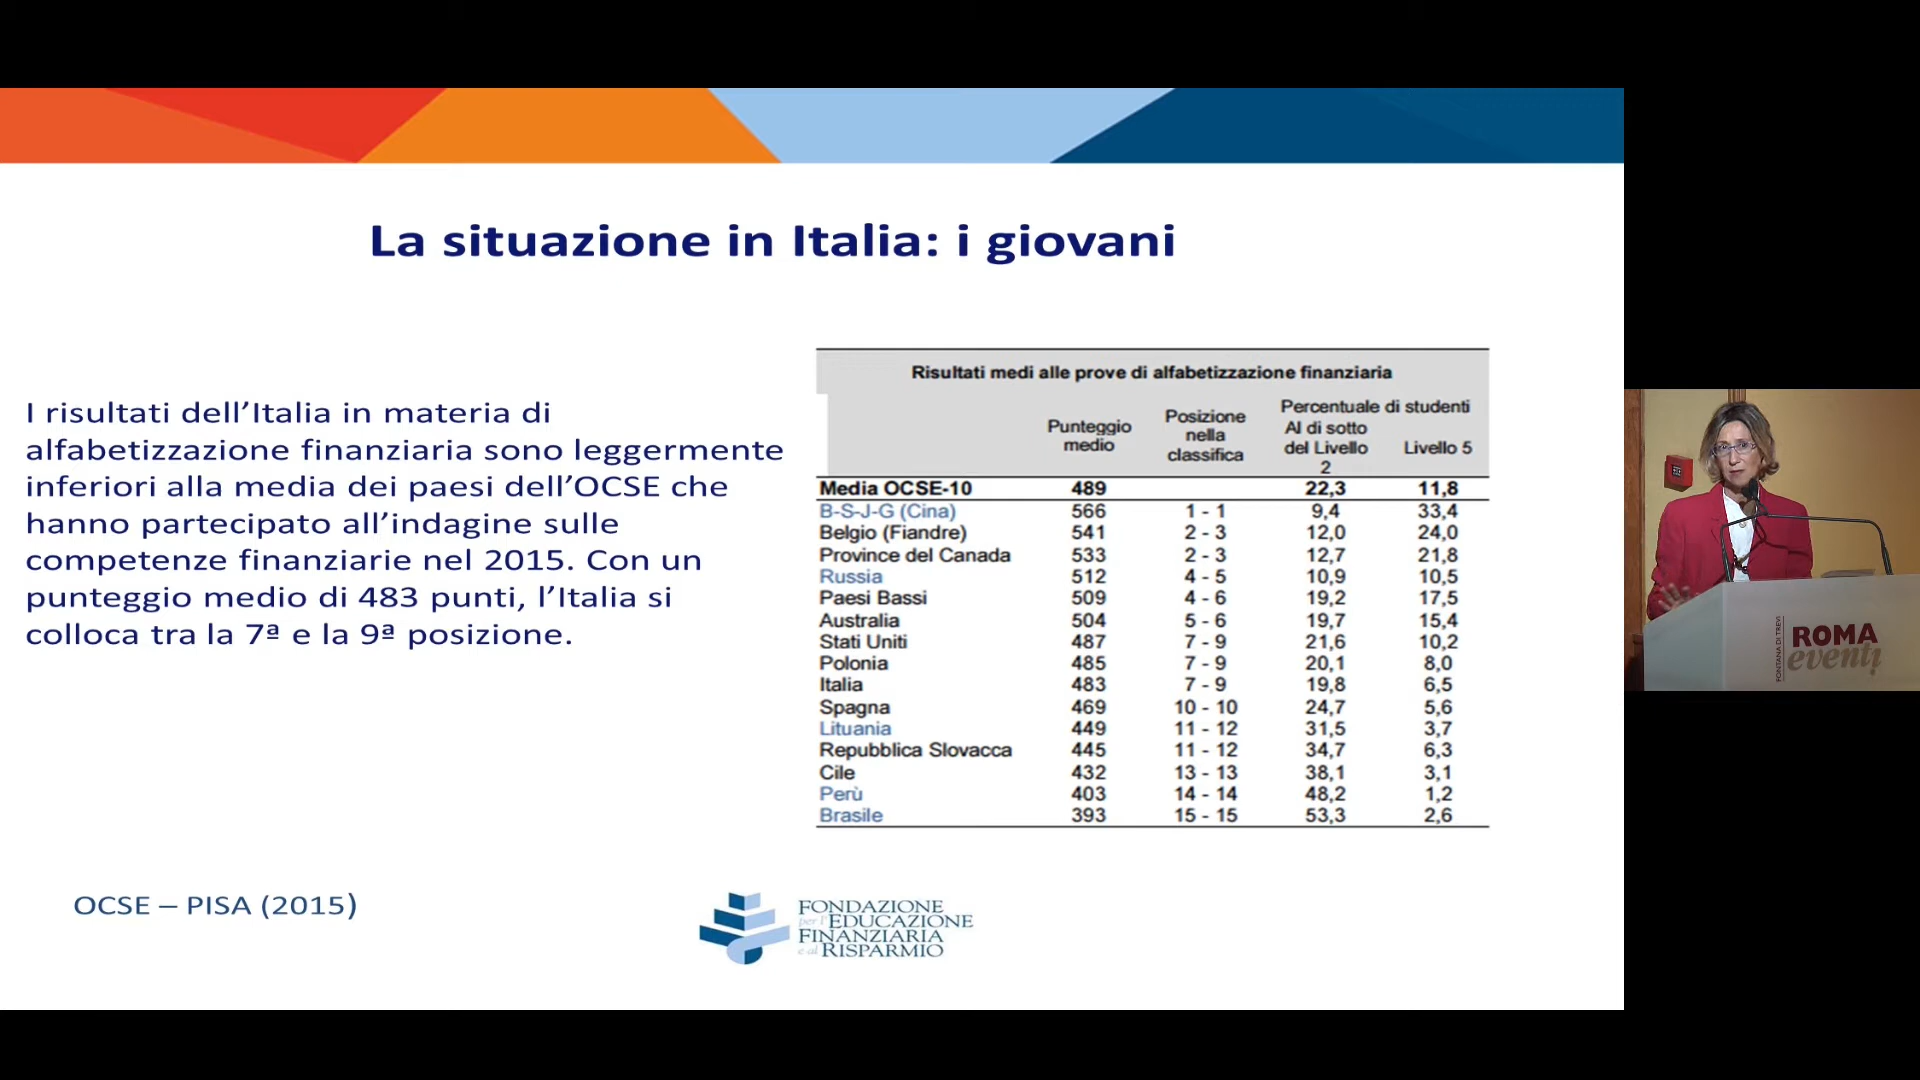 La situazione in Italia: i giovani
I risultati dell’Italia in materia di
alfabetizzazione finanziaria sono leggermente
inferiori alla media dei paesi dell’OCSE che
hanno partecipato all’indagine sulle
competenze finanziarie nel 2015. Con un
punteggio medio di 483 punti, l’Italia si
colloca tra la 7ª e la 9ª posizione.
Risultati medi alle prove di alfabetizzazione finanziaria
Punteggio
medio
Posizione
nella
classifica
Percentuale di studenti
Al di sotto
del Livello
2
Livello 5
Media OCSE-10 489 22,3 11,8
B-S-J-G (Cina) 566 1 - 1 9,4 33,4
Belgio (Fiandre) 541 2 - 3 12,0 24,0
Province del Canada 533 2 - 3 12,7 21,8
Russia 512 4 - 5 10,9 10,5
Paesi Bassi 509 4 - 6 19,2 17,5
Australia 504 5 - 6 19,7 15,4
Stati Uniti 487 7 - 9 21,6 10,2
Polonia 485 7 - 9 20,1 8,0
Italia 483 7 - 9 19,8 6,5
Spagna 469 10 - 10 24,7 5,6
Lituania 449 11 - 12 31,5 3,7
Repubblica Slovacca 445 11 - 12 34,7 6,3
Cile 432 13 - 13 38,1 3,1
Perù 403 14 - 14 48,2 1,2
Brasile 393 15 - 15 53,3 2,6
OCSE – PISA (2015)
FONDAZIONE
per l'EDUCAZIONE
FINANZIARIA
e al RISPARMIO
FONTANA DI TREVI
ROMA
eventi